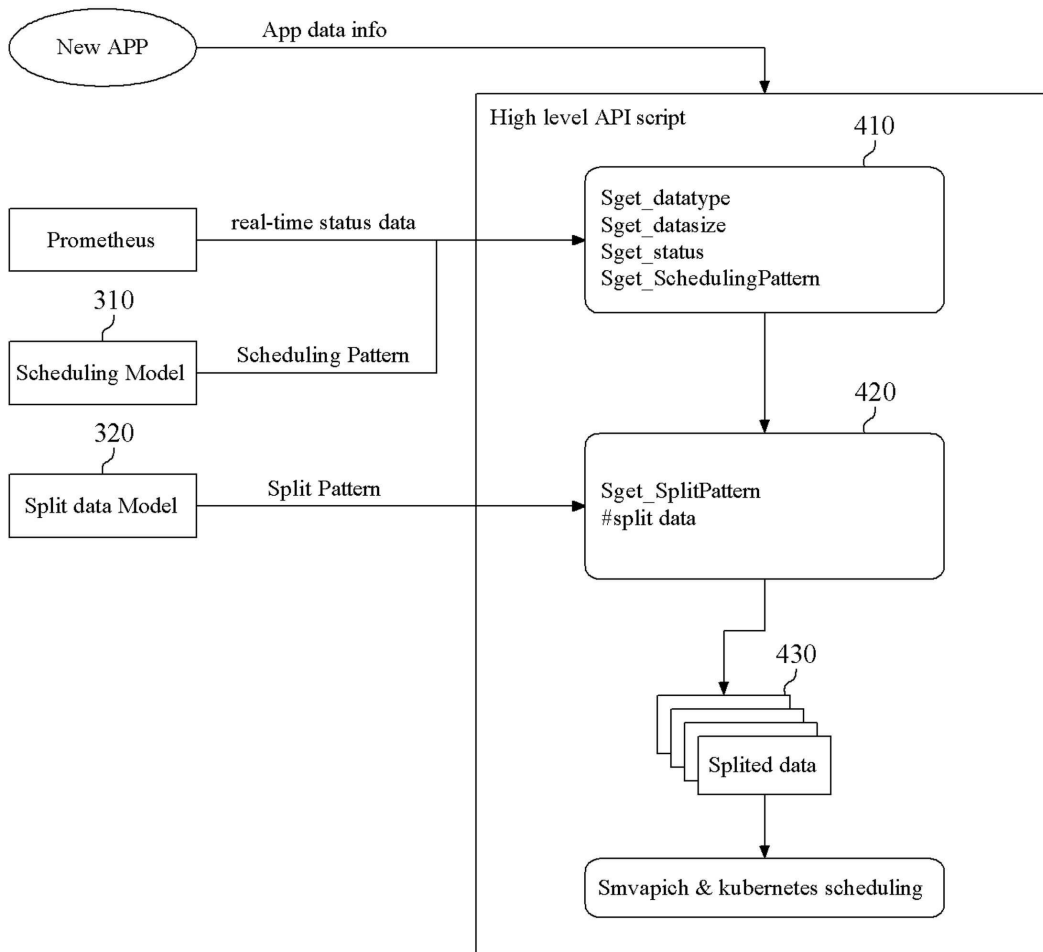 New APP
App data info
High level API script
410
Sget_datatype
Sget_datasize
Sget_status
Sget_SchedulingPattern
Prometheus
real-time status data
310
Scheduling Model
Scheduling Pattern
420
320
Split data Model
Split Pattern
Sget_SplitPattern
#split data
430
Splited data
Smvapich & kubernetes scheduling